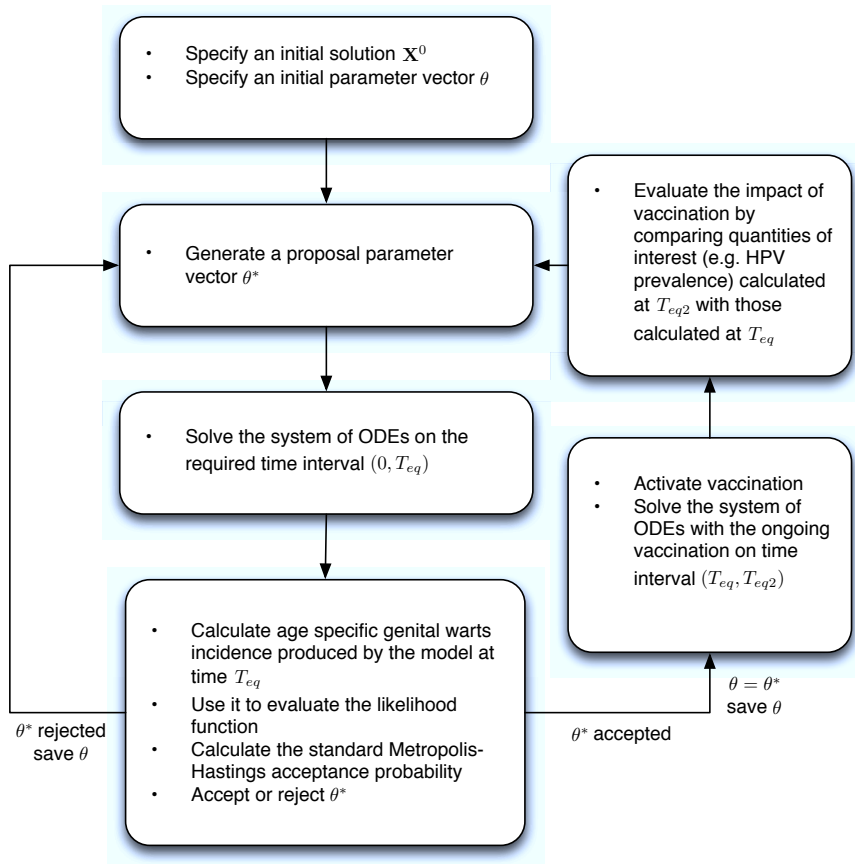 • Specify an initial solution X⁰
• Specify an initial parameter vector θ
• Generate a proposal parameter
vector θ*
• Solve the system of ODEs on the
required time interval (0, T_eq)
• Calculate age specific genital warts
incidence produced by the model at
time T_eq
• Use it to evaluate the likelihood
function
• Calculate the standard Metropolis-
Hastings acceptance probability
• Accept or reject θ*
θ* rejected
save θ
θ* accepted
θ = θ*
save θ
• Activate vaccination
• Solve the system of
ODEs with the ongoing
vaccination on time
interval (T_eq, T_eq2)
• Evaluate the impact of
vaccination by
comparing quantities of
interest (e.g. HPV
prevalence) calculated
at T_eq2 with those
calculated at T_eq